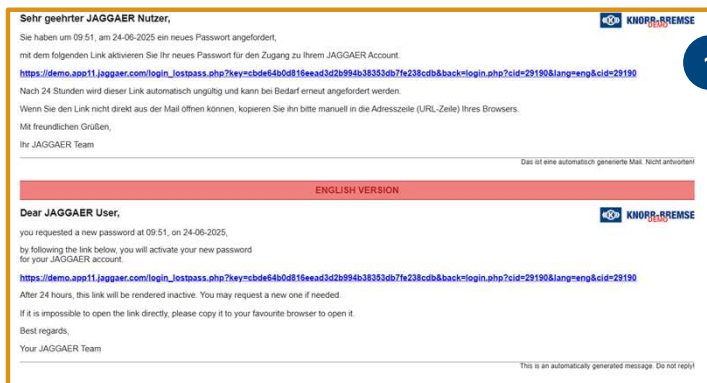 Sehr geehrter JAGGAER Nutzer,
KNORR-BREMSE
DEMO
Sie haben um 09:51, am 24-06-2025 ein neues Passwort angefordert,
mit dem folgenden Link aktivieren Sie Ihr neues Passwort für den Zugang zu Ihrem JAGGAER Account.
https://demo.app11.jaggaer.com/login_lostpass.php?key=cbde64b0d816eead3d2b994b38353db7fe238cdb&back=login.php?cid=29190&lang=eng&cid=29190
Nach 24 Stunden wird dieser Link automatisch ungültig und kann bei Bedarf erneut angefordert werden.
Wenn Sie den Link nicht direkt aus der Mail öffnen können, kopieren Sie ihn bitte manuell in die Adresszeile (URL-Zeile) Ihres Browsers.
Mit freundlichen Grüßen,
Ihr JAGGAER Team
Das ist eine automatisch generierte Mail. Nicht antworten!
ENGLISH VERSION
Dear JAGGAER User,
KNORR-BREMSE
DEMO
you requested a new password at 09:51, on 24-06-2025,
by following the link below, you will activate your new password
for your JAGGAER account.
https://demo.app11.jaggaer.com/login_lostpass.php?key=cbde64b0d816eead3d2b994b38353db7fe238cdb&back=login.php?cid=29190&lang=eng&cid=29190
After 24 hours, this link will be rendered inactive. You may request a new one if needed.
If it is impossible to open the link directly, please copy it to your favourite browser to open it.
Best regards,
Your JAGGAER Team
This is an automatically generated message. Do not reply!